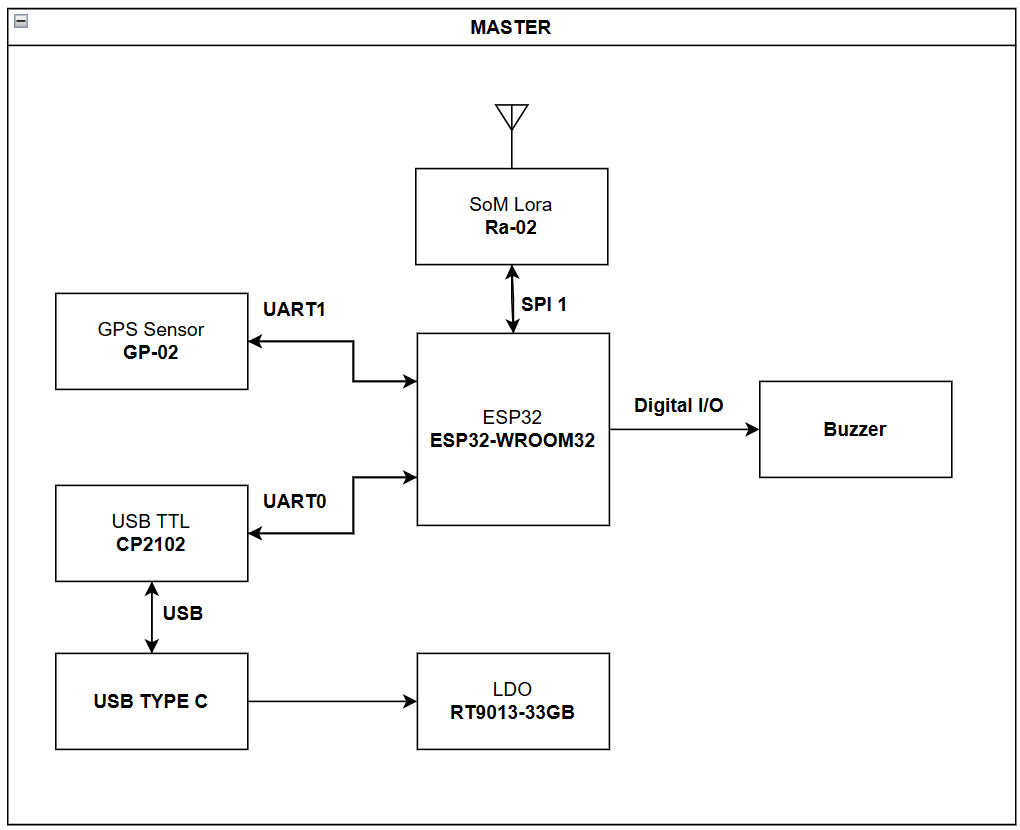 MASTER
SoM Lora
Ra-02
SPI 1
GPS Sensor
GP-02
UART1
ESP32
ESP32-WROOM32
Digital I/O
Buzzer
USB TTL
CP2102
UART0
USB
USB TYPE C
LDO
RT9013-33GB